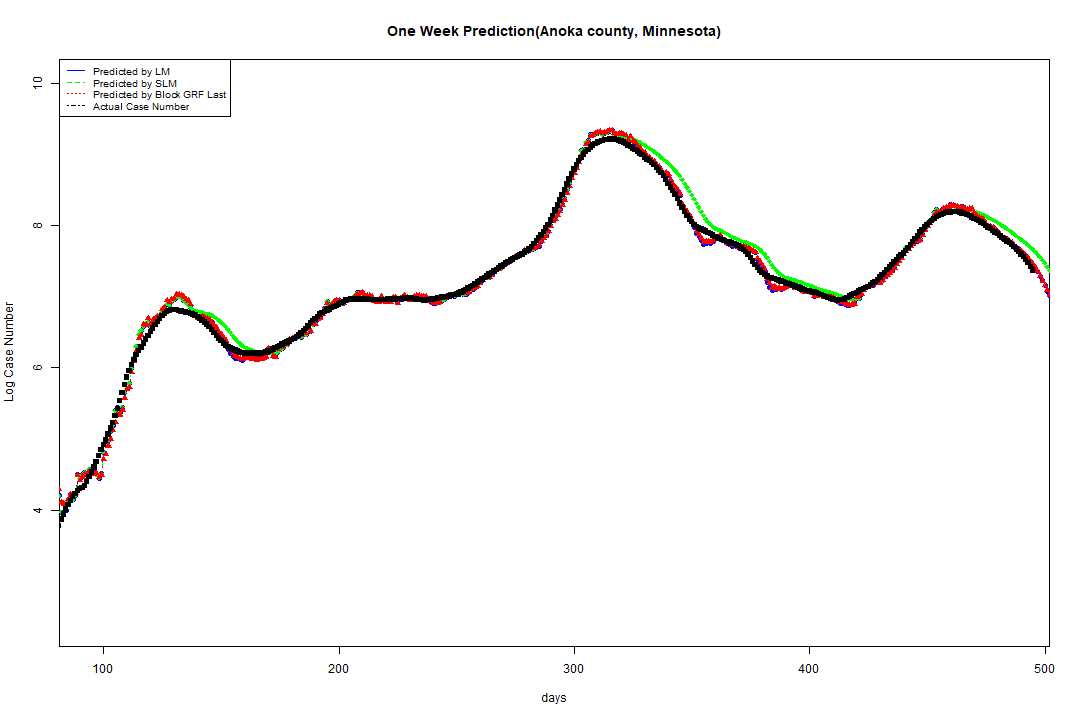 One Week Prediction(Anoka county, Minnesota)
Predicted by LM
Predicted by SLM
Predicted by Block GRF Last
Actual Case Number
10
8
6
4
Log Case Number
100 200 300 400 500
days